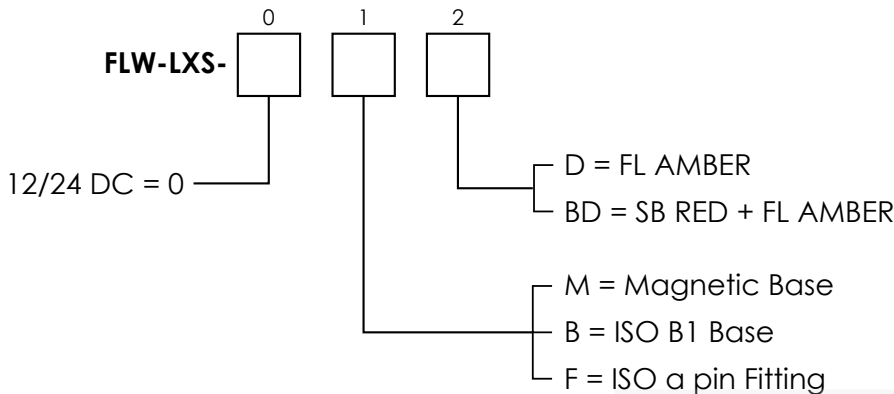 0 1 2
FLW-LXS-
12/24 DC = 0
D = FL AMBER
BD = SB RED + FL AMBER
M = Magnetic Base
B = ISO B1 Base
F = ISO a pin Fitting